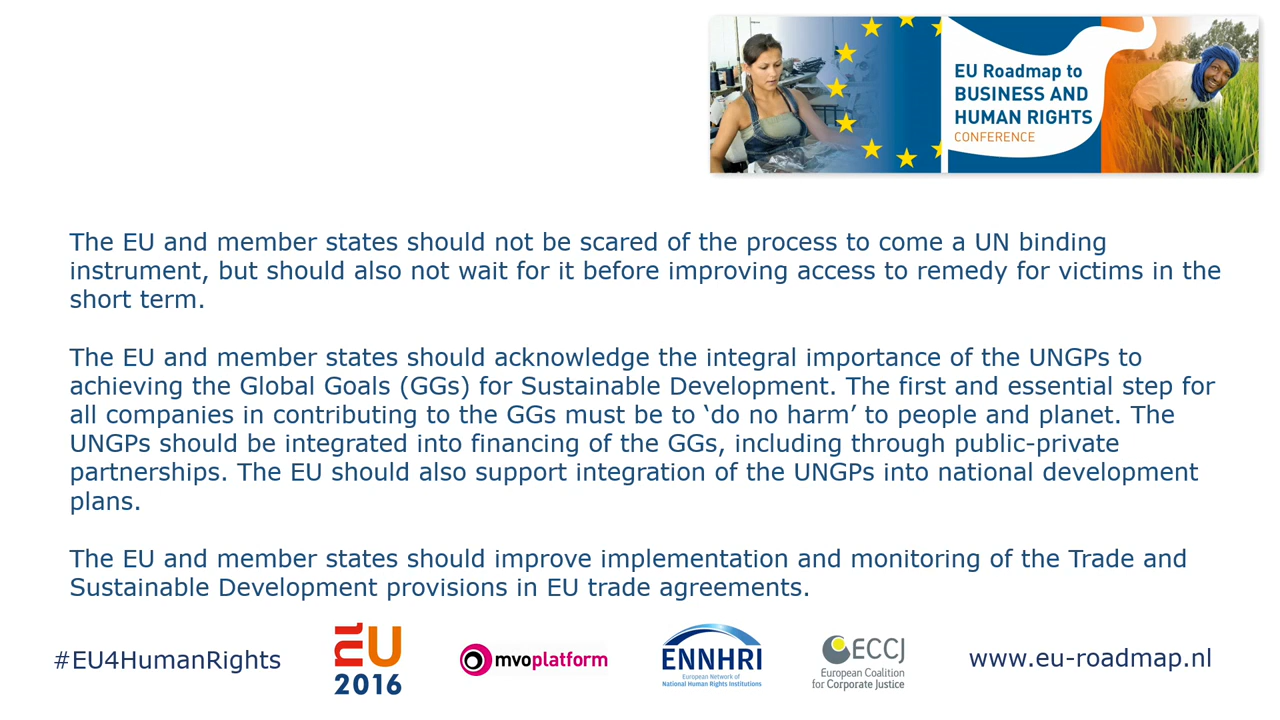 EU Roadmap to
BUSINESS AND
HUMAN RIGHTS
CONFERENCE
The EU and member states should not be scared of the process to come a UN binding
instrument, but should also not wait for it before improving access to remedy for victims in the
short term.
The EU and member states should acknowledge the integral importance of the UNGPs to
achieving the Global Goals (GGs) for Sustainable Development. The first and essential step for
all companies in contributing to the GGs must be to ‘do no harm’ to people and planet. The
UNGPs should be integrated into financing of the GGs, including through public-private
partnerships. The EU should also support integration of the UNGPs into national development
plans.
The EU and member states should improve implementation and monitoring of the Trade and
Sustainable Development provisions in EU trade agreements.
#EU4HumanRights
nl EU
2016
mvoplatform
ENNHRI
European Network of
National Human Rights Institutions
ECCJ
European Coalition
for Corporate Justice
www.eu-roadmap.nl